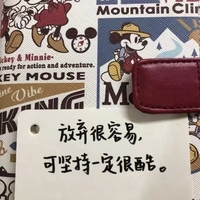 Mountain Clim
Mickey & Minnie-
ready for action and adventure.
KEY MOUSE
Vibe
放弃很容易，
可坚持一定很酷。